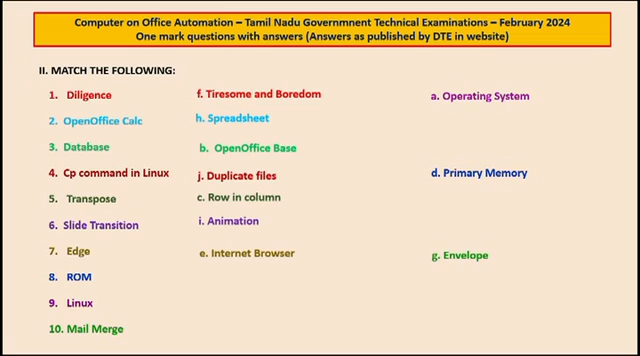 Computer on Office Automation – Tamil Nadu Governmnent Technical Examinations – February 2024
One mark questions with answers (Answers as published by DTE in website)
II. MATCH THE FOLLOWING:
1. Diligence f. Tiresome and Boredom a. Operating System
2. OpenOffice Calc h. Spreadsheet
3. Database b. OpenOffice Base
4. Cp command in Linux j. Duplicate files d. Primary Memory
5. Transpose c. Row in column
6. Slide Transition i. Animation
7. Edge e. Internet Browser g. Envelope
8. ROM
9. Linux
10. Mail Merge